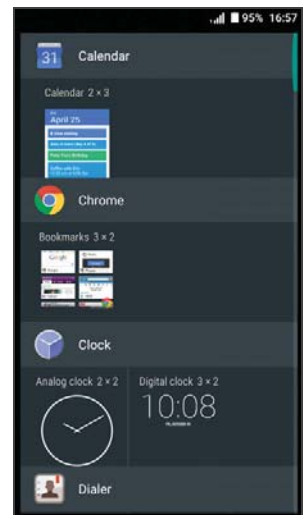 95% 16:57
31 Calendar
Calendar 2 × 3
April 25
Chrome
Bookmarks 3 × 2
Google
Clock
Analog clock 2 × 2 Digital clock 3 × 2
10:08
Dialer